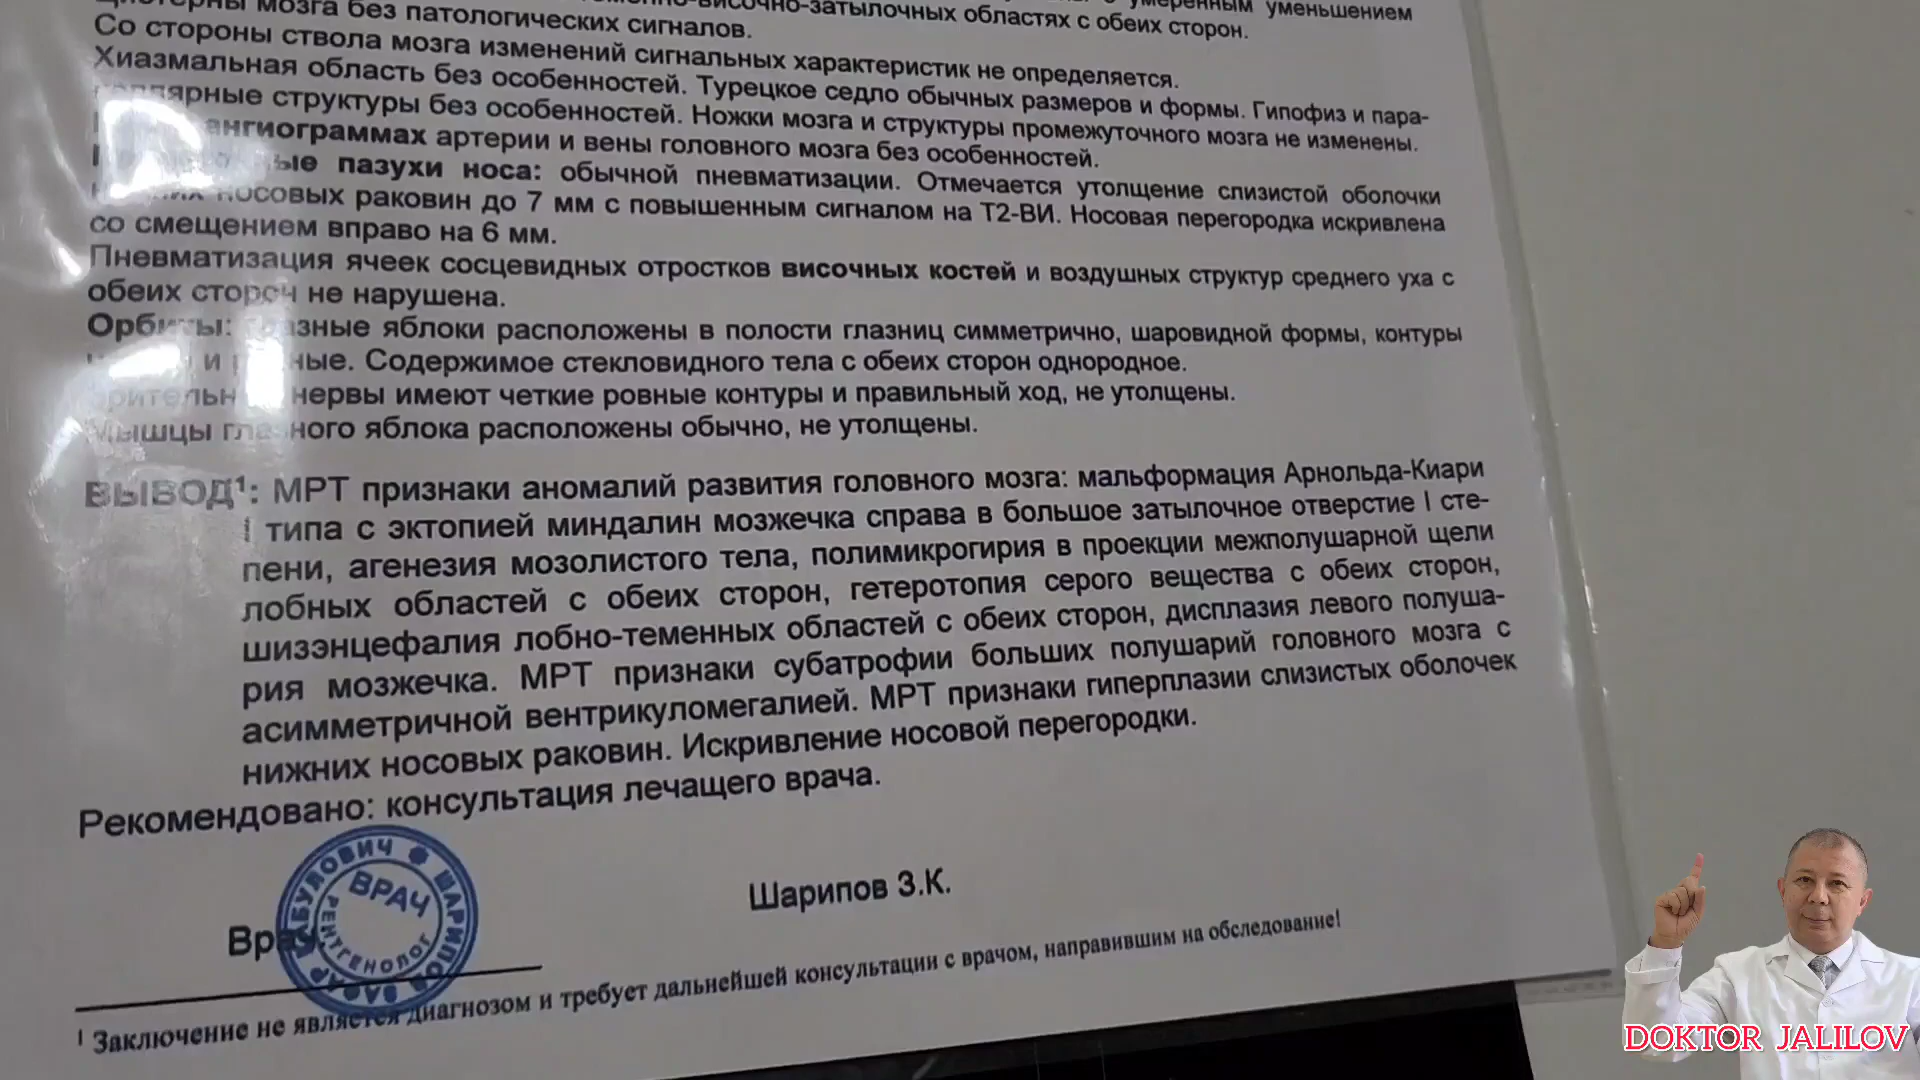 мозга без патологических сигналов.
височно-затылочных областях с обеих сторон. умеренным уменьшением
Со стороны ствола мозга изменений сигнальных характеристик не определяется.
Хиазмальная область без особенностей. Турецкое седло обычных размеров и формы. Гипофиз и пара-
структуры без особенностей. Ножки мозга и структуры промежуточного мозга не изменены.
ангиограммах артерии и вены головного мозга без особенностей.
пазухи носа: обычной пневматизации. Отмечается утолщение слизистой оболочки
носовых раковин до 7 мм с повышенным сигналом на Т2-ВИ. Носовая перегородка искривлена
со смещением вправо на 6 мм.
Пневматизация ячеек сосцевидных отростков височных костей и воздушных структур среднего уха с
обеих сторон не нарушена.
Орбиты: глазные яблоки расположены в полости глазниц симметрично, шаровидной формы, контуры
и Содержимое стекловидного тела с обеих сторон однородное.
нервы имеют четкие ровные контуры и правильный ход, не утолщены.
Мышцы глазного яблока расположены обычно, не утолщены.
ВЫВОД¹: МРТ признаки аномалий развития головного мозга: мальформация Арнольда-Киари
I типа с эктопией миндалин мозжечка справа в большое затылочное отверстие I сте-
пени, агенезия мозолистого тела, полимикрогирия в проекции межполушарной щели
лобных областей с обеих сторон, гетеротопия серого вещества с обеих сторон,
шизэнцефалия лобно-теменных областей с обеих сторон, дисплазия левого полуша-
рия мозжечка. МРТ признаки субатрофии больших полушарий головного мозга с
асимметричной вентрикуломегалией. МРТ признаки гиперплазии слизистых оболочек
нижних носовых раковин. Искривление носовой перегородки.
Рекомендовано: консультация лечащего врача.
Врач
Шарипов З.К.
ВРАЧ
РЕНТГЕНОЛОГ
ШАРИПОВ
¹ Заключение не является диагнозом и требует дальнейшей консультации с врачом, направившим на обследование!
DOKTOR JALILOV